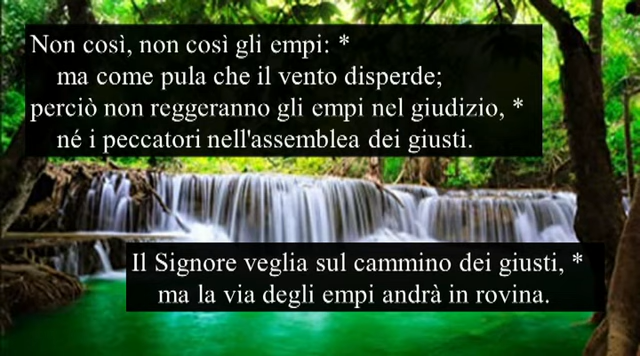 Non così, non così gli empi: *
ma come pula che il vento disperde;
perciò non reggeranno gli empi nel giudizio, *
né i peccatori nell'assemblea dei giusti.
Il Signore veglia sul cammino dei giusti, *
ma la via degli empi andrà in rovina.